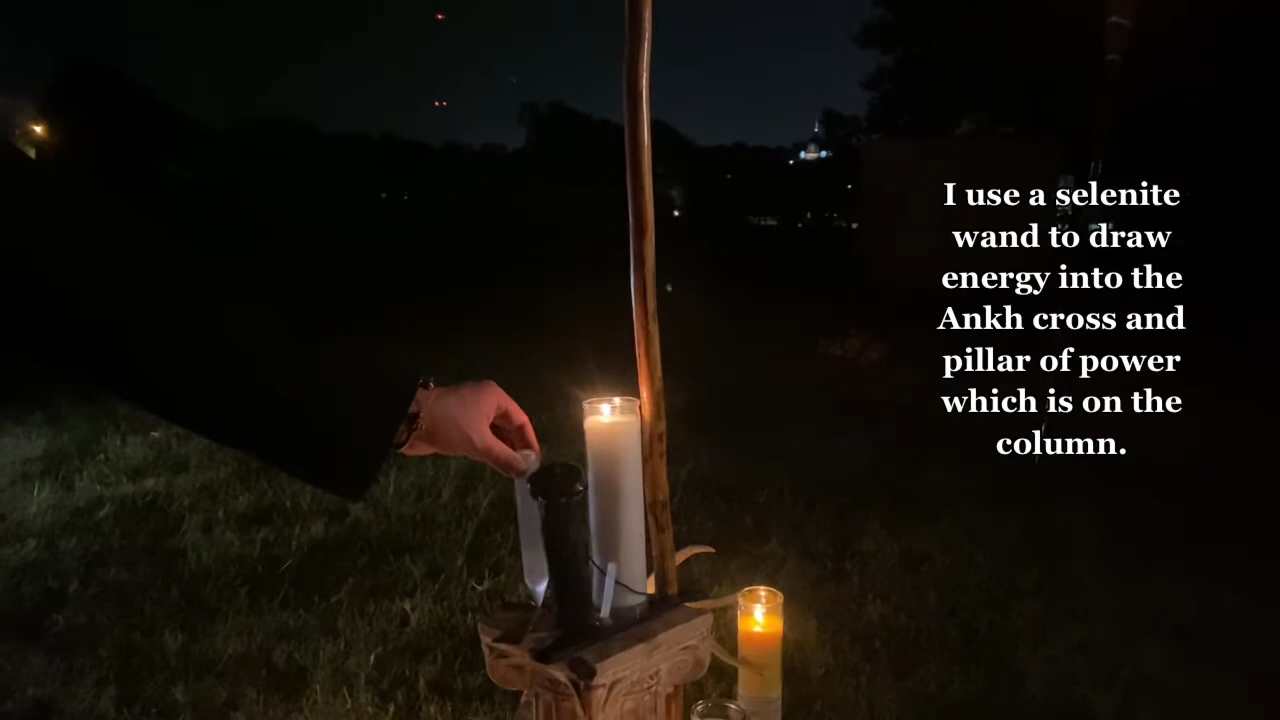 I use a selenite
wand to draw
energy into the
Ankh cross and
pillar of power
which is on the
column.